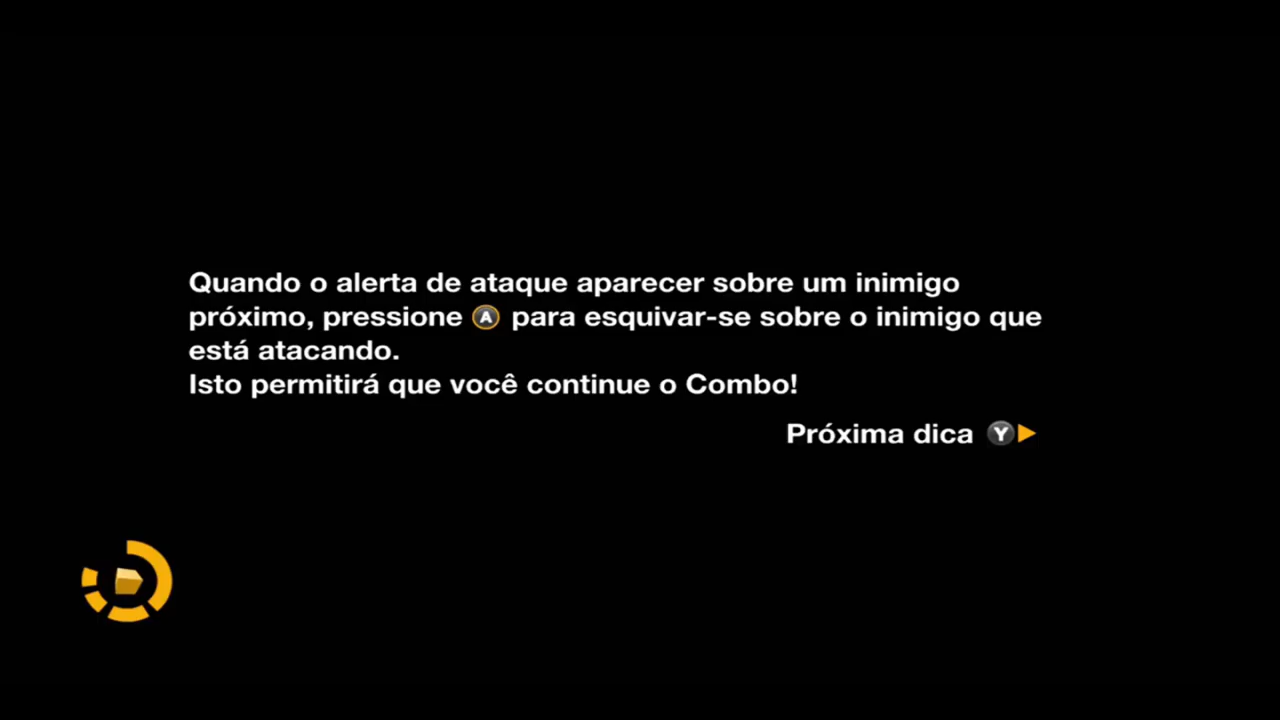 Quando o alerta de ataque aparecer sobre um inimigo
próximo, pressione A para esquivar-se sobre o inimigo que
está atacando.
Isto permitirá que você continue o Combo!
Próxima dica Y